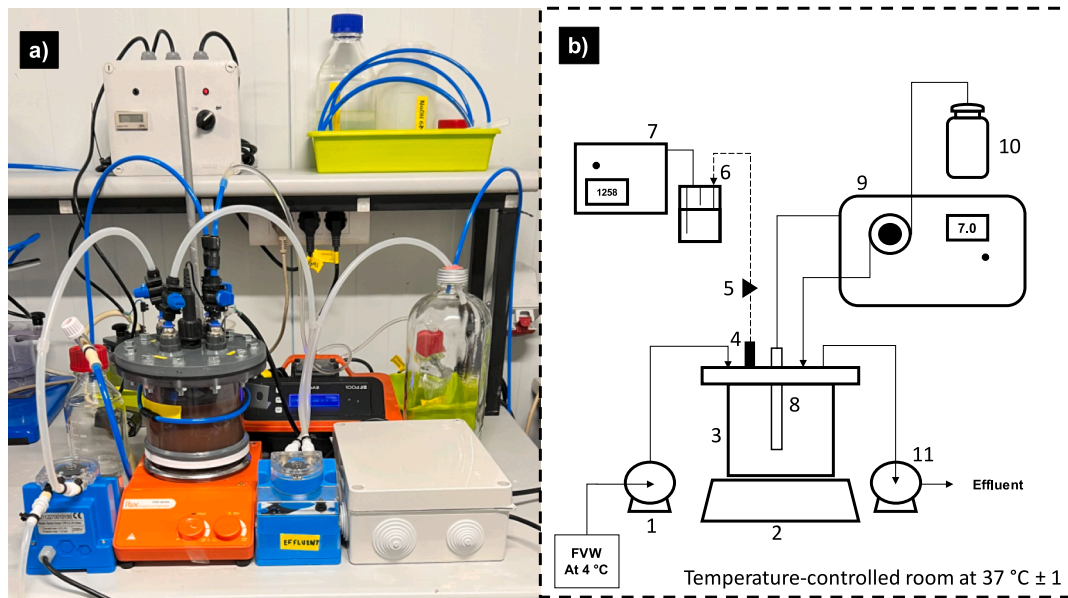 a)
EFFLUENT
b)
7
1258
6
9
7.0
10
5
4
3
8
11
1
2
Effluent
FVW
At 4 °C
Temperature-controlled room at 37 °C ± 1